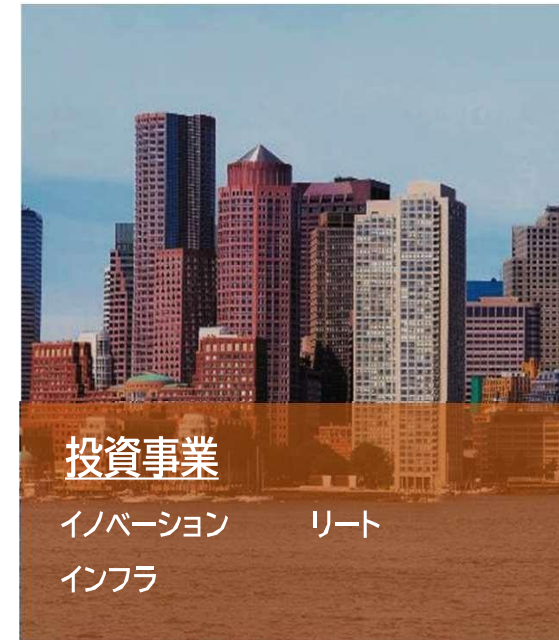 投資事業
イノベーション　　リート
インフラ